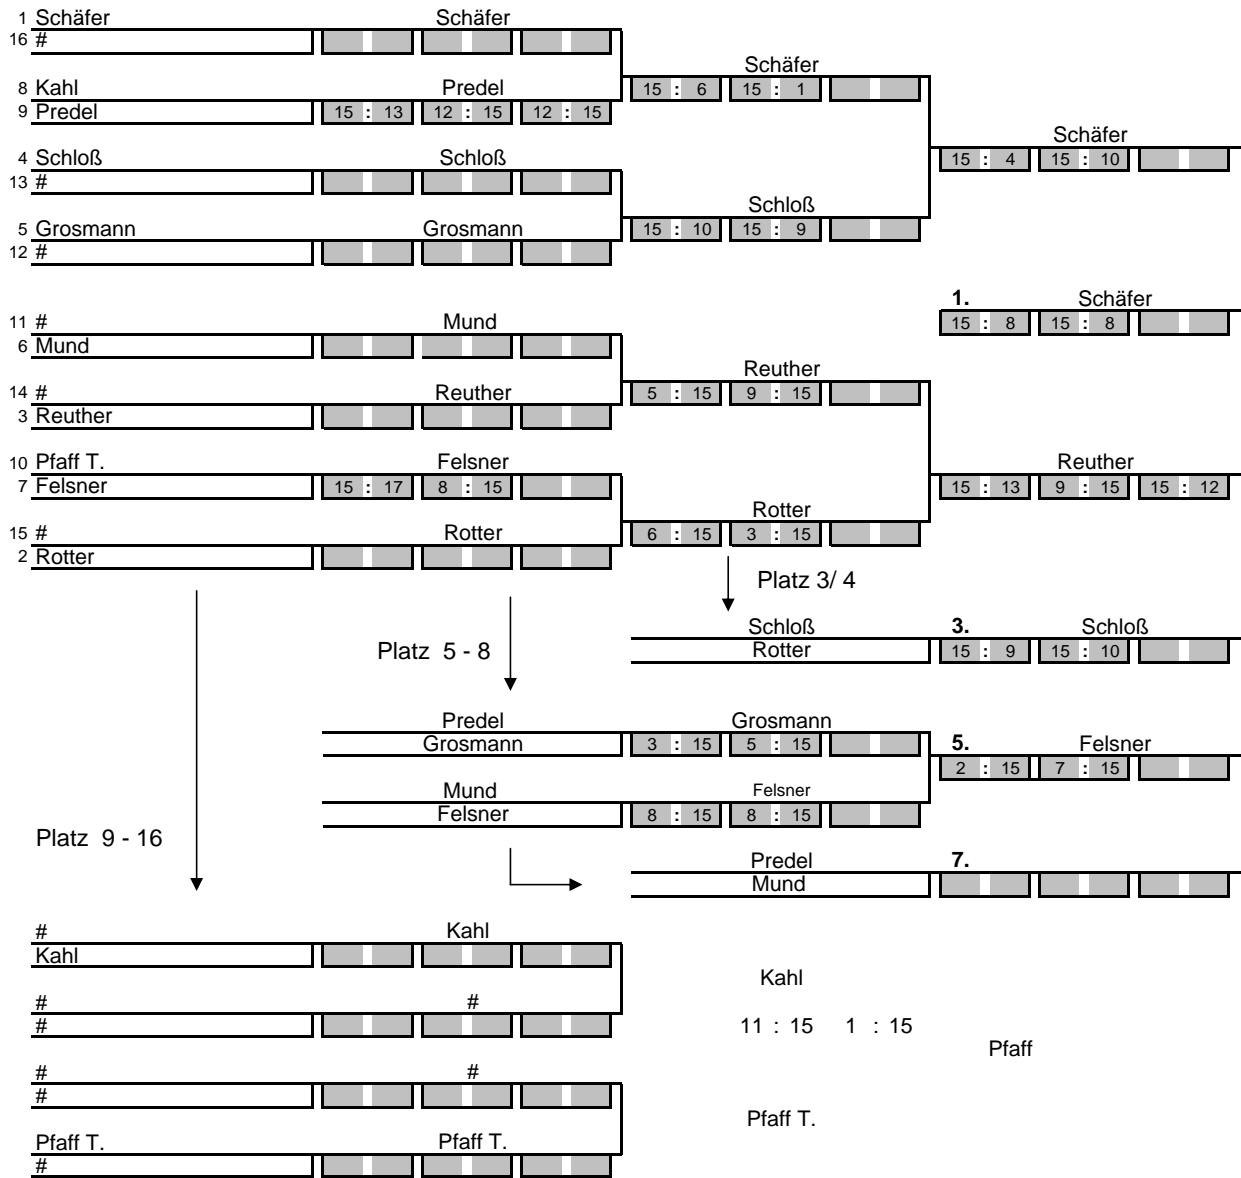 1 Schäfer Schäfer
16 #
Schäfer
8 Kahl Predel 15 : 6 15 : 1
9 Predel 15 : 13 12 : 15 12 : 15
Schäfer
4 Schloß Schloß 15 : 4 15 : 10
13 #
Schloß
5 Grosmann Grosmann 15 : 10 15 : 9
12 #
1. Schäfer
11 # Mund 15 : 8 15 : 8
6 Mund
Reuther
14 # Reuther 5 : 15 9 : 15
3 Reuther
10 Pfaff T. Felsner Reuther
7 Felsner 15 : 17 8 : 15 15 : 13 9 : 15 15 : 12
Rotter
15 # Rotter 6 : 15 3 : 15
2 Rotter
Platz 3/ 4
Schloß 3. Schloß
Platz 5 - 8 Rotter 15 : 9 15 : 10
Predel Grosmann
Grosmann 3 : 15 5 : 15 5. Felsner
2 : 15 7 : 15
Mund Felsner
Felsner 8 : 15 8 : 15
Platz 9 - 16
Predel 7.
Mund
# Kahl
Kahl
Kahl
# #
# 11 : 15 1 : 15
Pfaff
# #
#
Pfaff T.
Pfaff T. Pfaff T.
#